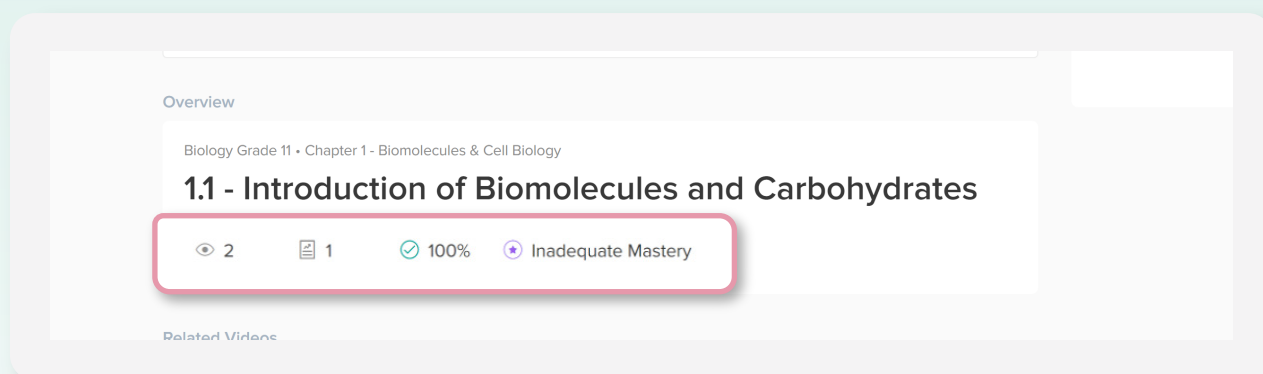 Overview
Biology Grade 11 • Chapter 1 - Biomolecules & Cell Biology
1.1 - Introduction of Biomolecules and Carbohydrates
2 1 100% Inadequate Mastery
Related Videos